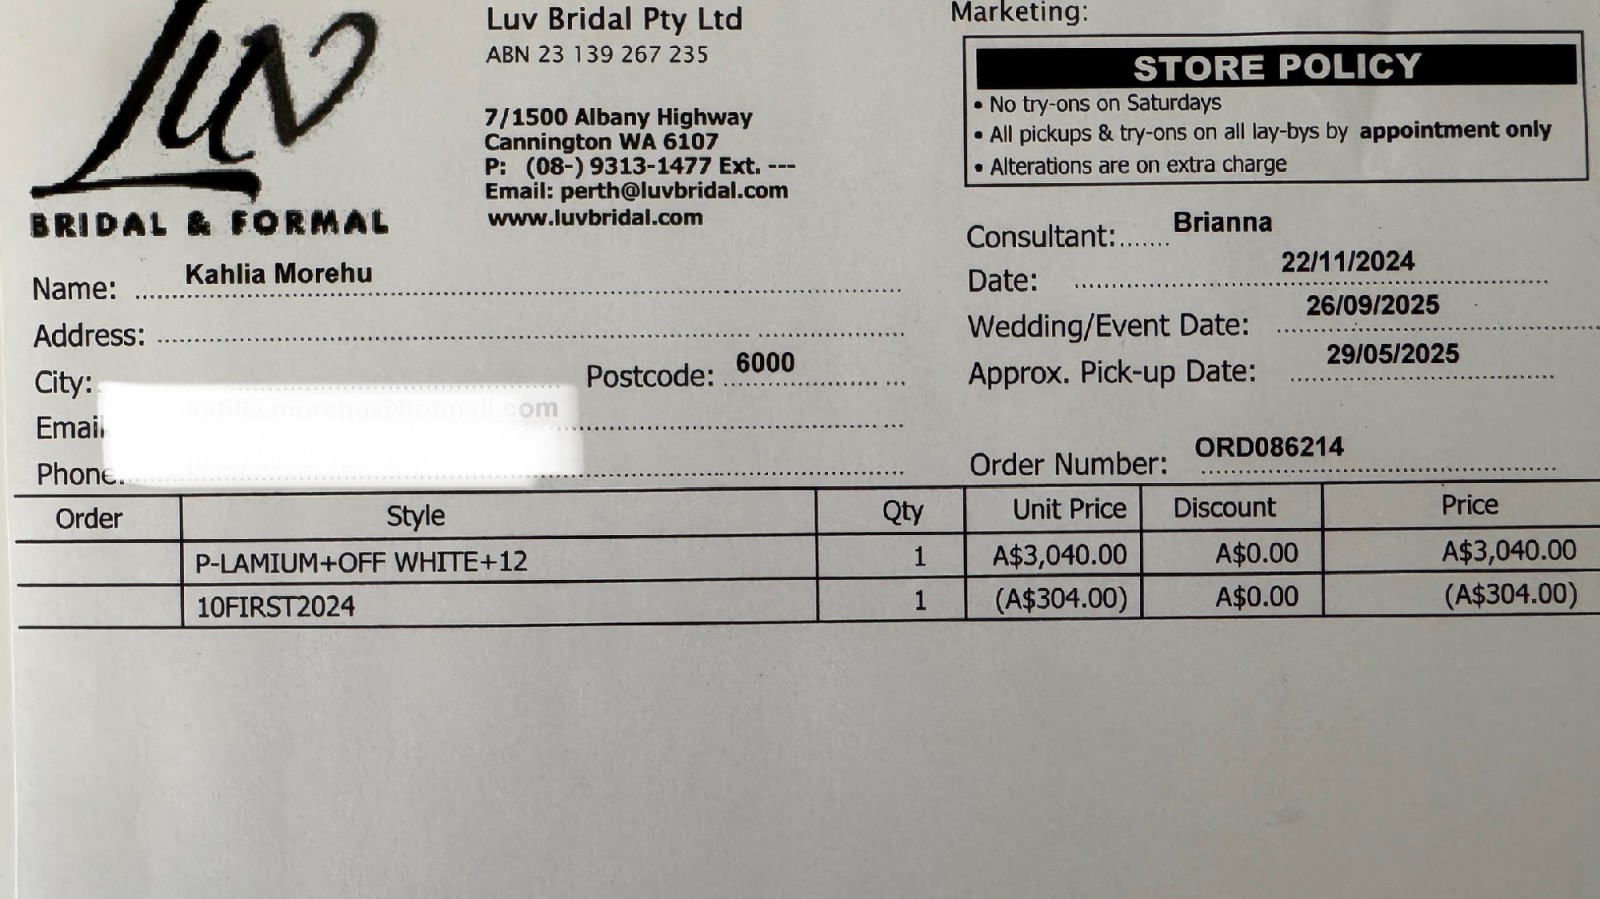 Luv
BRIDAL & FORMAL
Luv Bridal Pty Ltd
ABN 23 139 267 235
7/1500 Albany Highway
Cannington WA 6107
P: (08-) 9313-1477 Ext. ---
Email: perth@luvbridal.com
www.luvbridal.com
Marketing:
STORE POLICY
• No try-ons on Saturdays
• All pickups & try-ons on all lay-bys by appointment only
• Alterations are on extra charge
Consultant:....... Brianna
Date: 22/11/2024
Wedding/Event Date: 26/09/2025
Approx. Pick-up Date: 29/05/2025
Order Number: ORD086214
Name: Kahlia Morehu
Address:
City: Postcode: 6000
Email
Phone:
Order Style Qty Unit Price Discount Price
P-LAMIUM+OFF WHITE+12 1 A$3,040.00 A$0.00 A$3,040.00
10FIRST2024 1 (A$304.00) A$0.00 (A$304.00)